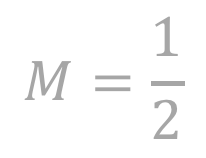 M = 1/2